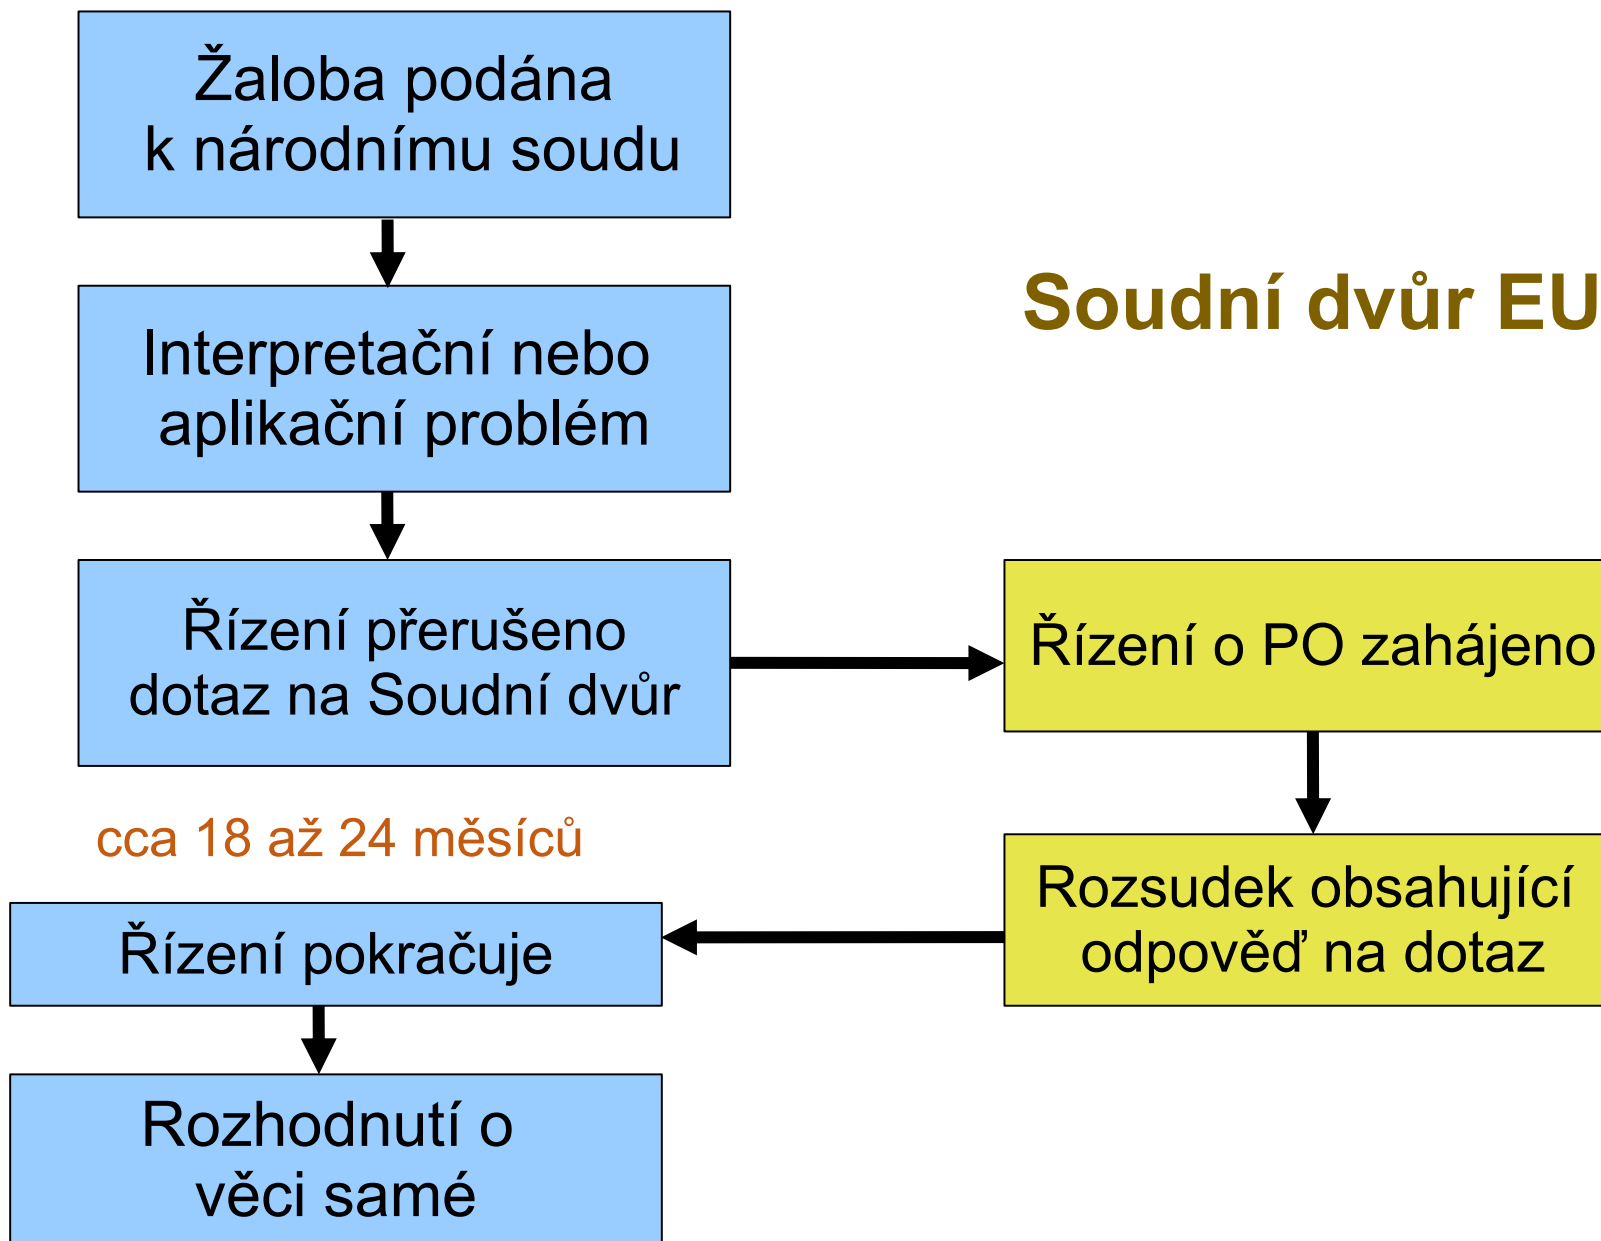 Žaloba podána
k národnímu soudu
Soudní dvůr EU
Interpretační nebo
aplikační problém
Řízení přerušeno
dotaz na Soudní dvůr
Řízení o PO zahájeno
cca 18 až 24 měsíců
Rozsudek obsahující
odpověď na dotaz
Řízení pokračuje
Rozhodnutí o
věci samé